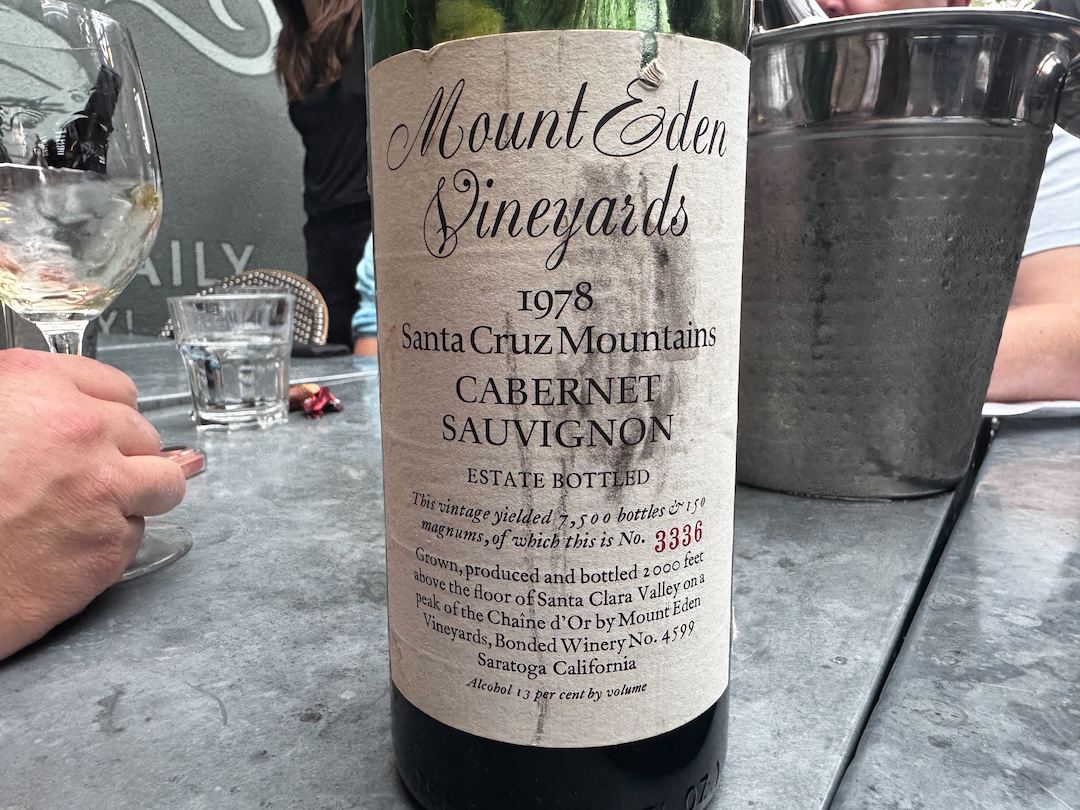 Mount Eden
Vineyards
1978
Santa Cruz Mountains
CABERNET
SAUVIGNON
ESTATE BOTTLED
This vintage yielded 7,500 bottles & 150
magnums, of which this is No. 3336
Grown, produced and bottled 2000 feet
above the floor of Santa Clara Valley on a
peak of the Chaîne d'Or by Mount Eden
Vineyards, Bonded Winery No. 4599
Saratoga California
Alcohol 13 per cent by volume
AILY
Y!